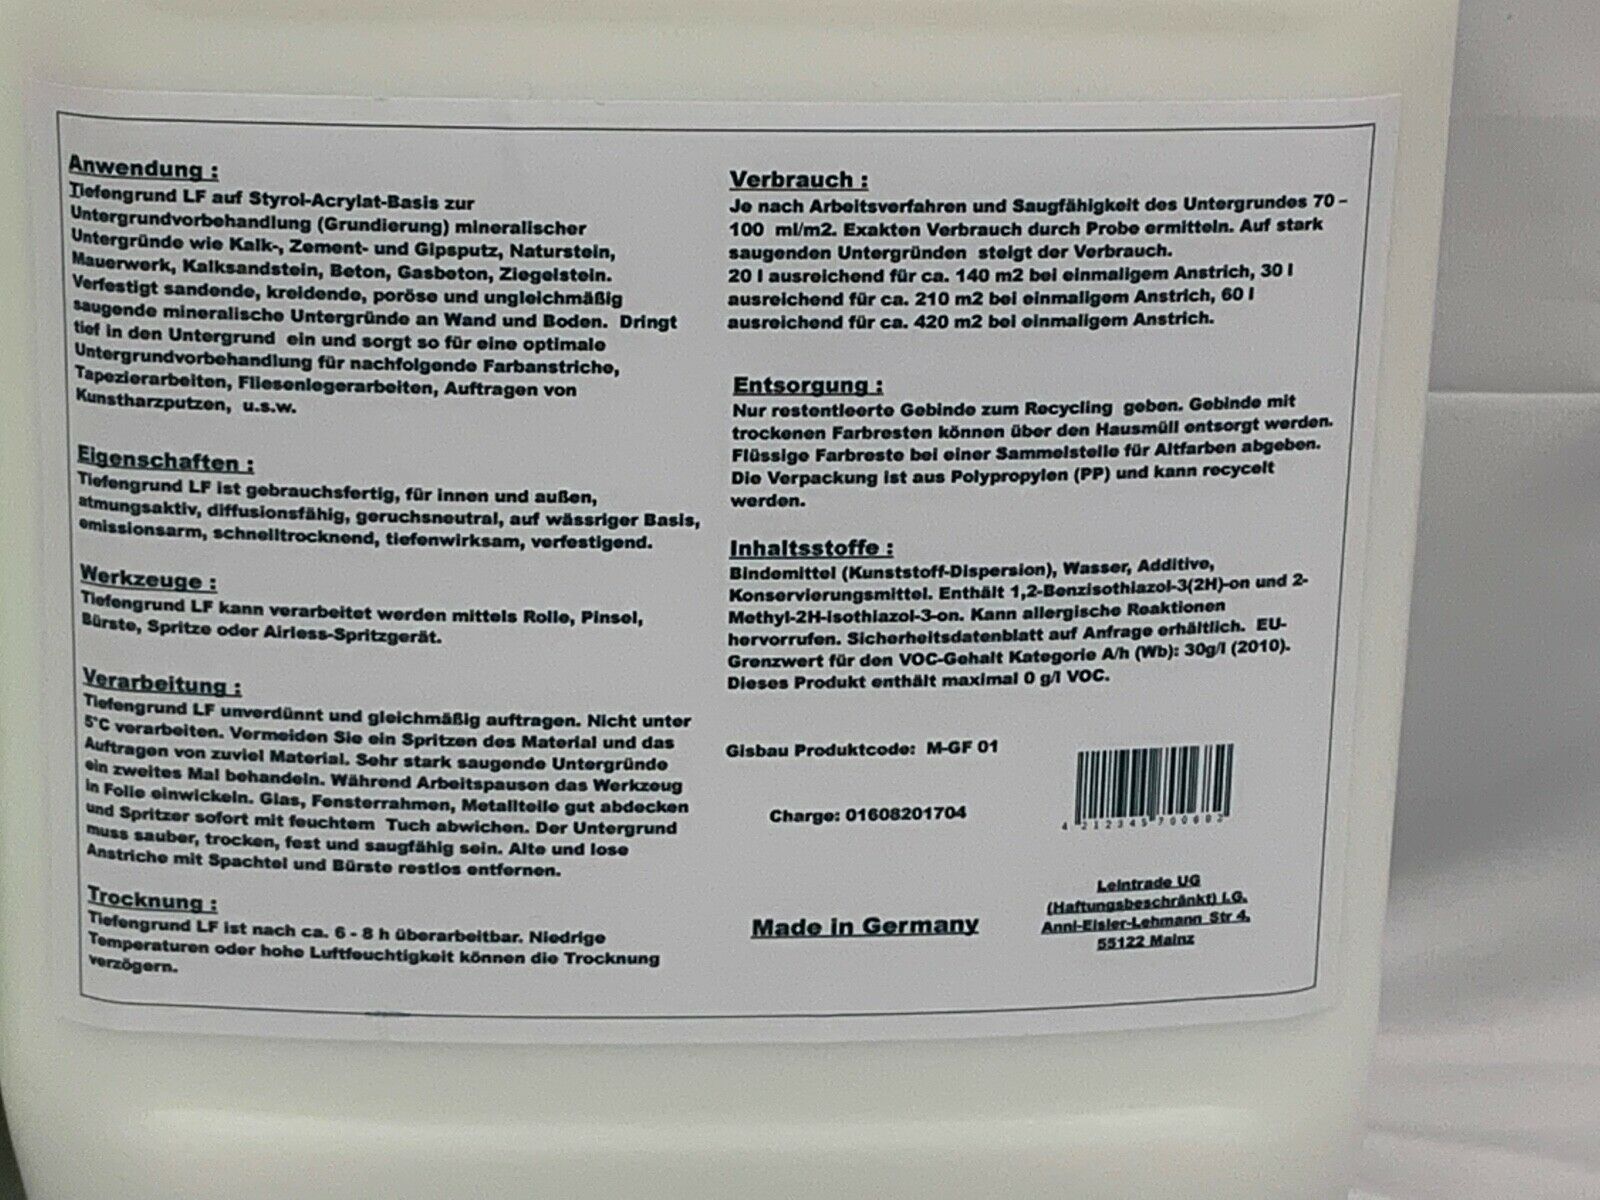 Anwendung :
Tiefengrund LF auf Styrol-Acrylat-Basis zur
Untergrundvorbehandlung (Grundierung) mineralischer
Untergründe wie Kalk-, Zement- und Gipsputz, Naturstein,
Mauerwerk, Kalksandstein, Beton, Gasbeton, Ziegelstein.
Verfestigt sandende, kreidende, poröse und ungleichmäßig
saugende mineralische Untergründe an Wand und Boden. Dringt
tief in den Untergrund ein und sorgt so für eine optimale
Untergrundvorbehandlung für nachfolgende Farbanstriche,
Tapezierarbeiten, Fliesenlegerarbeiten, Auftragen von
Kunstharzputzen, u.s.w.
Eigenschaften :
Tiefengrund LF ist gebrauchsfertig, für innen und außen,
atmungsaktiv, diffusionsfähig, geruchsneutral, auf wässriger Basis,
emissionsarm, schnelltrocknend, tiefenwirksam, verfestigend.
Werkzeuge :
Tiefengrund LF kann verarbeitet werden mittels Rolle, Pinsel,
Bürste, Spritze oder Airless-Spritzgerät.
Verarbeitung :
Tiefengrund LF unverdünnt und gleichmäßig auftragen. Nicht unter
5°C verarbeiten. Vermeiden Sie ein Spritzen des Material und das
Auftragen von zuviel Material. Sehr stark saugende Untergründe
ein zweites Mal behandeln. Während Arbeitspausen das Werkzeug
in Folie einwickeln. Glas, Fensterrahmen, Metallteile gut abdecken
und Spritzer sofort mit feuchtem Tuch abwichen. Der Untergrund
muss sauber, trocken, fest und saugfähig sein. Alte und lose
Anstriche mit Spachtel und Bürste restlos entfernen.
Trocknung :
Tiefengrund LF ist nach ca. 6 - 8 h überarbeitbar. Niedrige
Temperaturen oder hohe Luftfeuchtigkeit können die Trocknung
verzögern.
Verbrauch :
Je nach Arbeitsverfahren und Saugfähigkeit des Untergrundes 70 –
100 ml/m2. Exakten Verbrauch durch Probe ermitteln. Auf stark
saugenden Untergründen steigt der Verbrauch.
20 l ausreichend für ca. 140 m2 bei einmaligem Anstrich, 30 l
ausreichend für ca. 210 m2 bei einmaligem Anstrich, 60 l
ausreichend für ca. 420 m2 bei einmaligem Anstrich.
Entsorgung :
Nur restentleerte Gebinde zum Recycling geben. Gebinde mit
trockenen Farbresten können über den Hausmüll entsorgt werden.
Flüssige Farbreste bei einer Sammelstelle für Altfarben abgeben.
Die Verpackung ist aus Polypropylen (PP) und kann recycelt
werden.
Inhaltsstoffe :
Bindemittel (Kunststoff-Dispersion), Wasser, Additive,
Konservierungsmittel. Enthält 1,2-Benzisothiazol-3(2H)-on und 2-
Methyl-2H-isothiazol-3-on. Kann allergische Reaktionen
hervorrufen. Sicherheitsdatenblatt auf Anfrage erhältlich. EU-
Grenzwert für den VOC-Gehalt Kategorie A/h (Wb): 30g/l (2010).
Dieses Produkt enthält maximal 0 g/l VOC.
Gisbau Produktcode: M-GF 01
Charge: 01608201704
4 212345 700682
Made in Germany
Leintrade UG
(Haftungsbeschränkt) i.G.
Anni-Eisler-Lehmann Str 4.
55122 Mainz